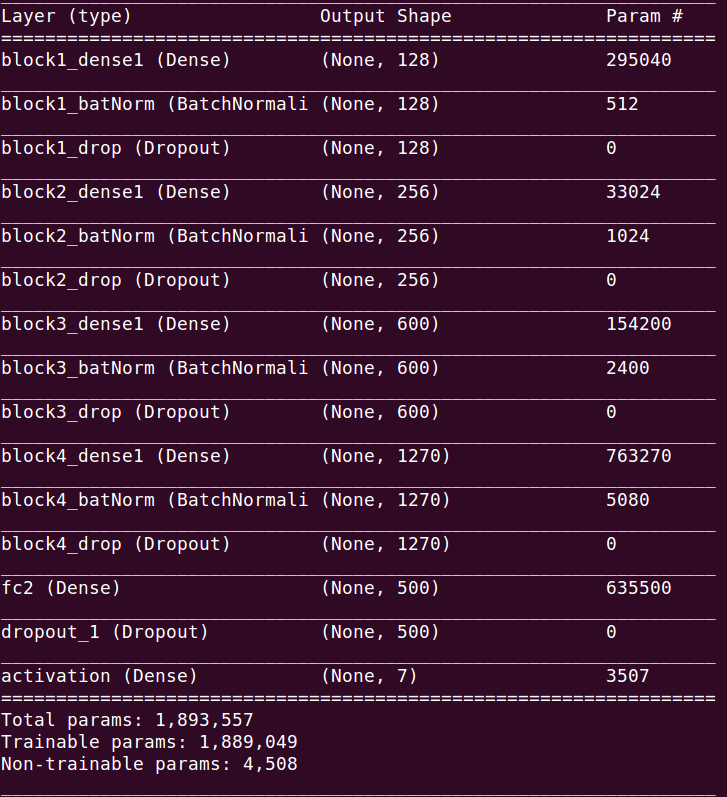 Layer (type) Output Shape Param #
=================================================================
block1_dense1 (Dense) (None, 128) 295040
_________________________________________________________________
block1_batNorm (BatchNormali (None, 128) 512
_________________________________________________________________
block1_drop (Dropout) (None, 128) 0
_________________________________________________________________
block2_dense1 (Dense) (None, 256) 33024
_________________________________________________________________
block2_batNorm (BatchNormali (None, 256) 1024
_________________________________________________________________
block2_drop (Dropout) (None, 256) 0
_________________________________________________________________
block3_dense1 (Dense) (None, 600) 154200
_________________________________________________________________
block3_batNorm (BatchNormali (None, 600) 2400
_________________________________________________________________
block3_drop (Dropout) (None, 600) 0
_________________________________________________________________
block4_dense1 (Dense) (None, 1270) 763270
_________________________________________________________________
block4_batNorm (BatchNormali (None, 1270) 5080
_________________________________________________________________
block4_drop (Dropout) (None, 1270) 0
_________________________________________________________________
fc2 (Dense) (None, 500) 635500
_________________________________________________________________
dropout_1 (Dropout) (None, 500) 0
_________________________________________________________________
activation (Dense) (None, 7) 3507
=================================================================
Total params: 1,893,557
Trainable params: 1,889,049
Non-trainable params: 4,508
_________________________________________________________________